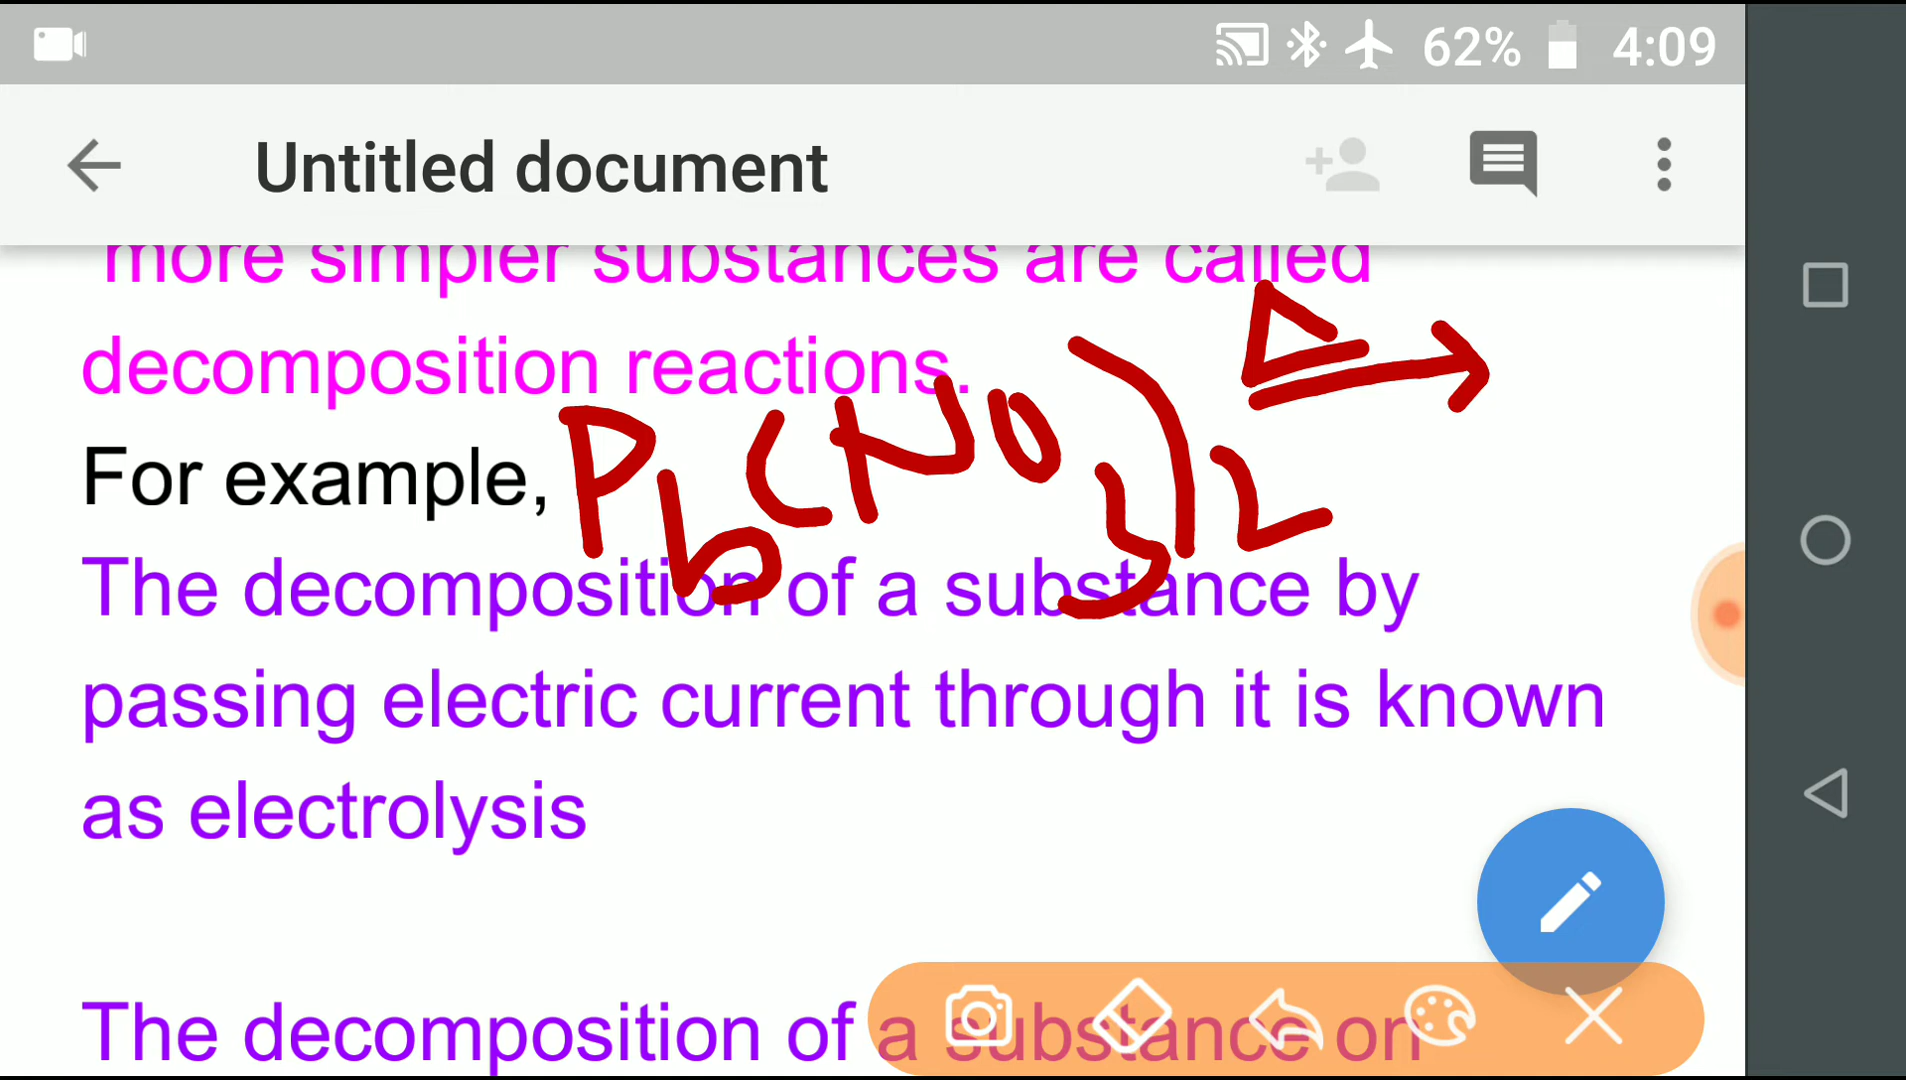 62% 4:09
Untitled document
more simpler substances are called
decomposition reactions.
For example, Pb(NO3)2 Δ→
The decomposition of a substance by
passing electric current through it is known
as electrolysis
The decomposition of a substance on